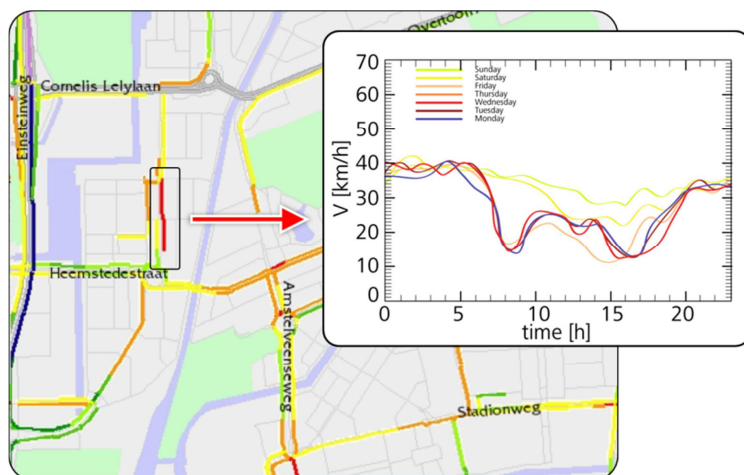 Overtoom
Cornelis Lelylaan
Einsteinweg
Heemstedestraat
Amstelveenseweg
Stadionweg
70
60
50
40
30
20
10
0
V [km/h]
Sunday
Saturday
Friday
Thursday
Wednesday
Tuesday
Monday
0 5 10 15 20
time [h]